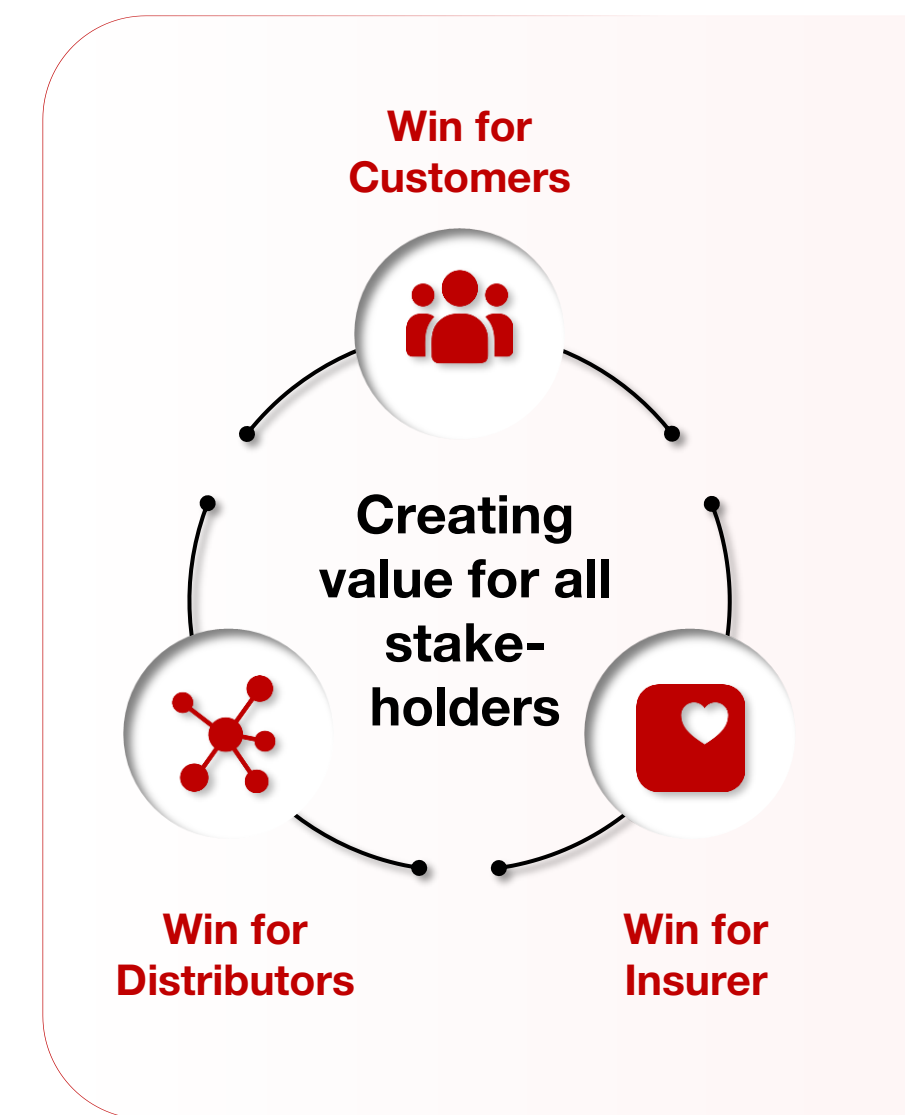 Win for
Customers
Creating
value for all
stake-
holders
Win for
Distributors
Win for
Insurer